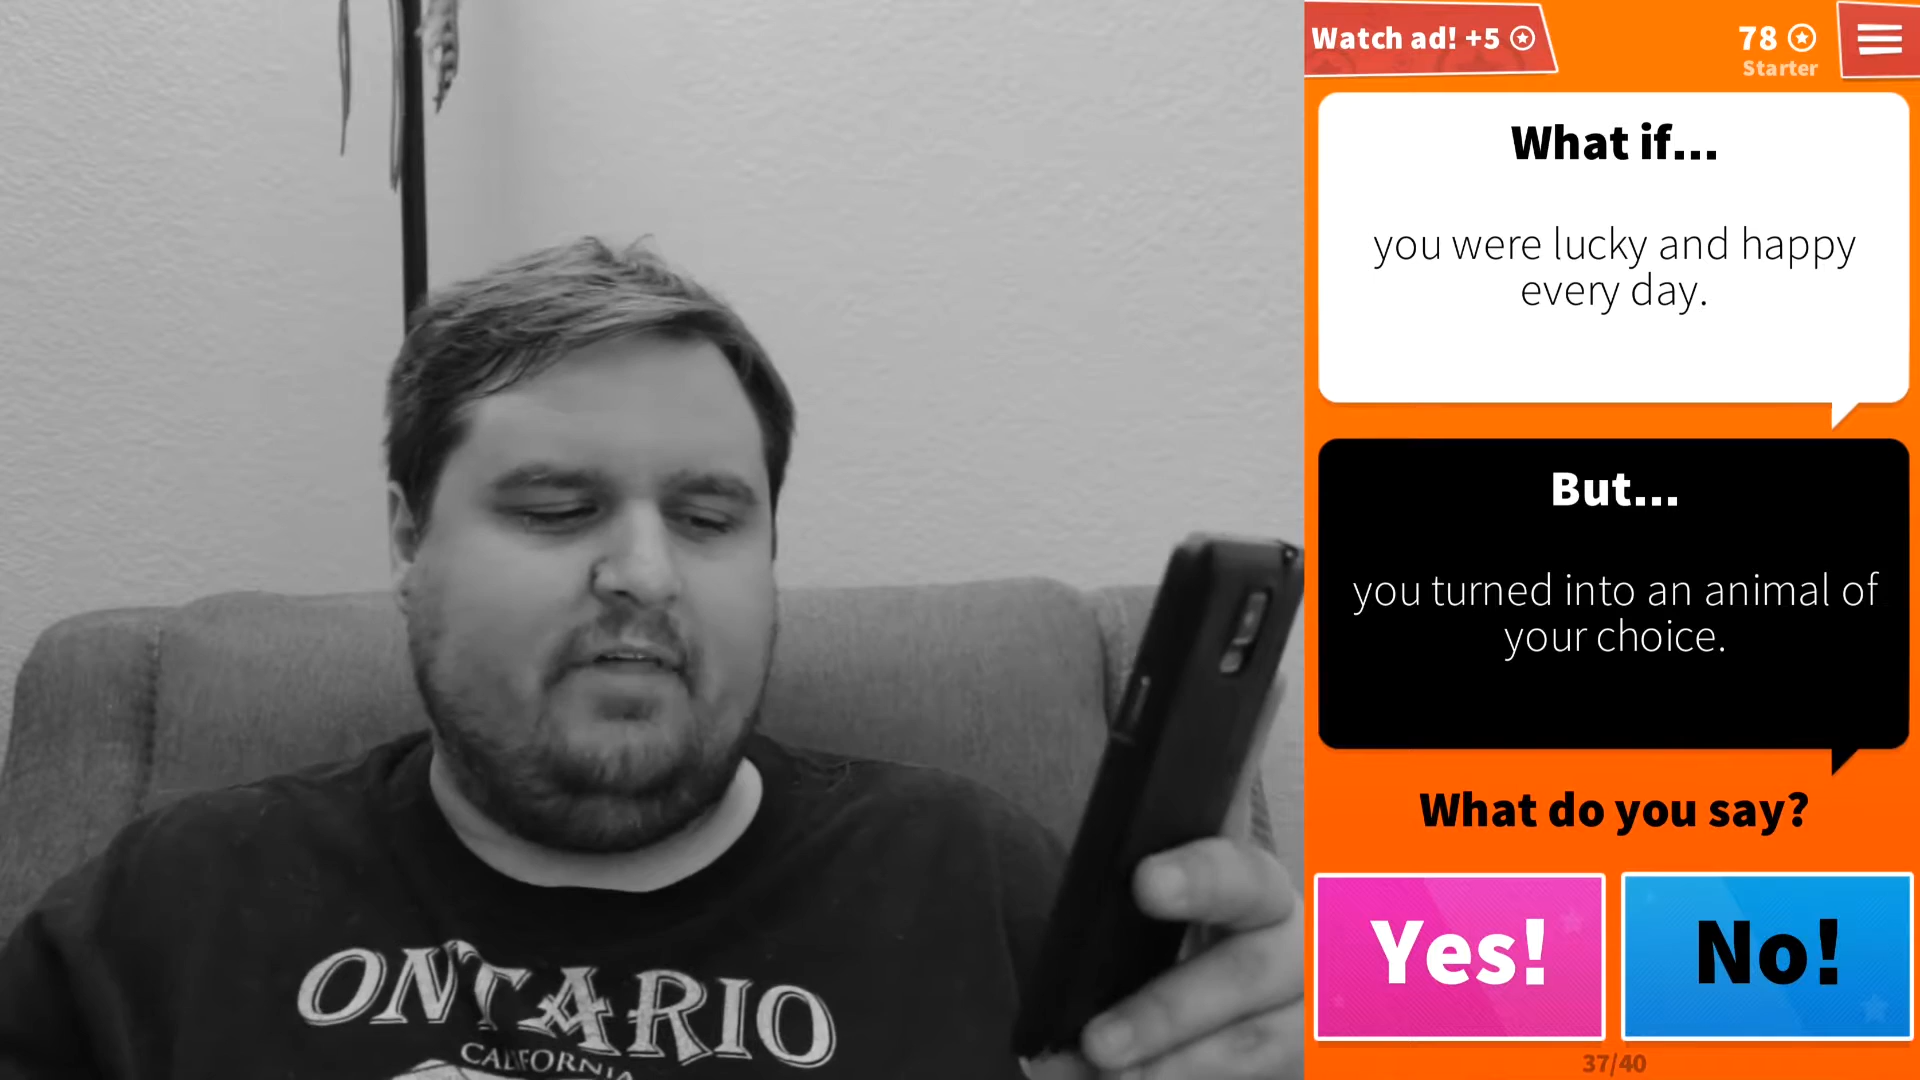 ONTARIO
CALIFORNIA
Watch ad! +5
78
Starter
What if...
you were lucky and happy
every day.
But...
you turned into an animal of
your choice.
What do you say?
Yes!
No!
37/40